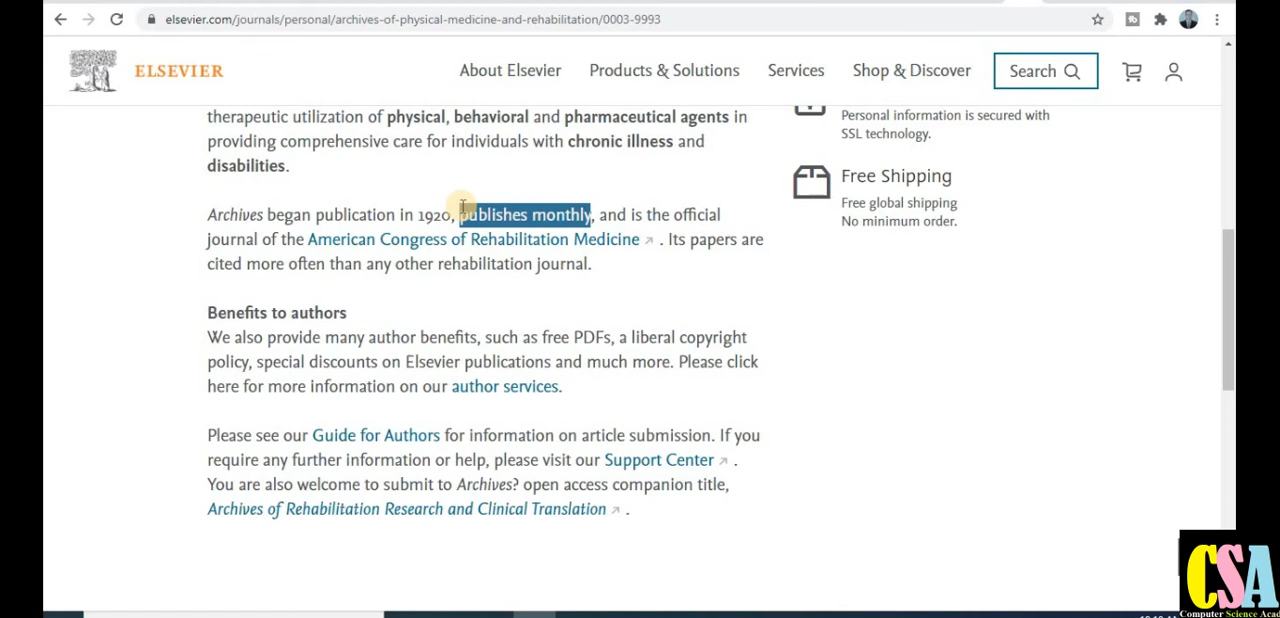 elsevier.com/journals/personal/archives-of-physical-medicine-and-rehabilitation/0003-9993
ELSEVIER
About Elsevier
Products & Solutions
Services
Shop & Discover
Search
therapeutic utilization of physical, behavioral and pharmaceutical agents in
providing comprehensive care for individuals with chronic illness and
disabilities.
Archives began publication in 1920, publishes monthly, and is the official
journal of the American Congress of Rehabilitation Medicine . Its papers are
cited more often than any other rehabilitation journal.
Benefits to authors
We also provide many author benefits, such as free PDFs, a liberal copyright
policy, special discounts on Elsevier publications and much more. Please click
here for more information on our author services.
Please see our Guide for Authors for information on article submission. If you
require any further information or help, please visit our Support Center .
You are also welcome to submit to Archives? open access companion title,
Archives of Rehabilitation Research and Clinical Translation .
Personal information is secured with
SSL technology.
Free Shipping
Free global shipping
No minimum order.
CSA
Computer Science Acad